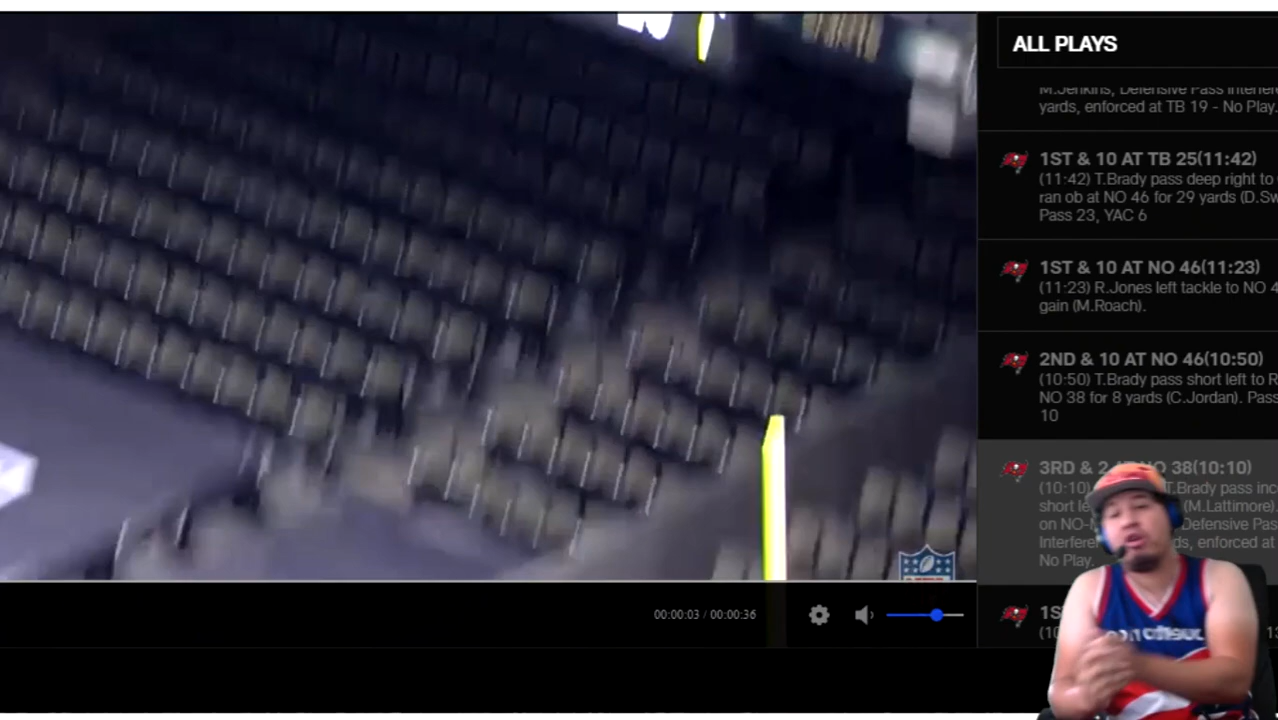 ALL PLAYS
M.Jenkins, Defensive Pass Interfere
yards, enforced at TB 19 - No Play.
1ST & 10 AT TB 25(11:42)
(11:42) T.Brady pass deep right to
ran ob at NO 46 for 29 yards (D.Sw
Pass 23, YAC 6
1ST & 10 AT NO 46(11:23)
(11:23) R.Jones left tackle to NO 4
gain (M.Roach).
2ND & 10 AT NO 46(10:50)
(10:50) T.Brady pass short left to R
NO 38 for 8 yards (C.Jordan). Pass
10
3RD & 2 NO 38(10:10)
(10:10) T.Brady pass inc
short le (M.Lattimore).
on NO- Defensive Pas
Interfere ds, enforced at
No Play.
1S
(10
00:00:03 / 00:00:36